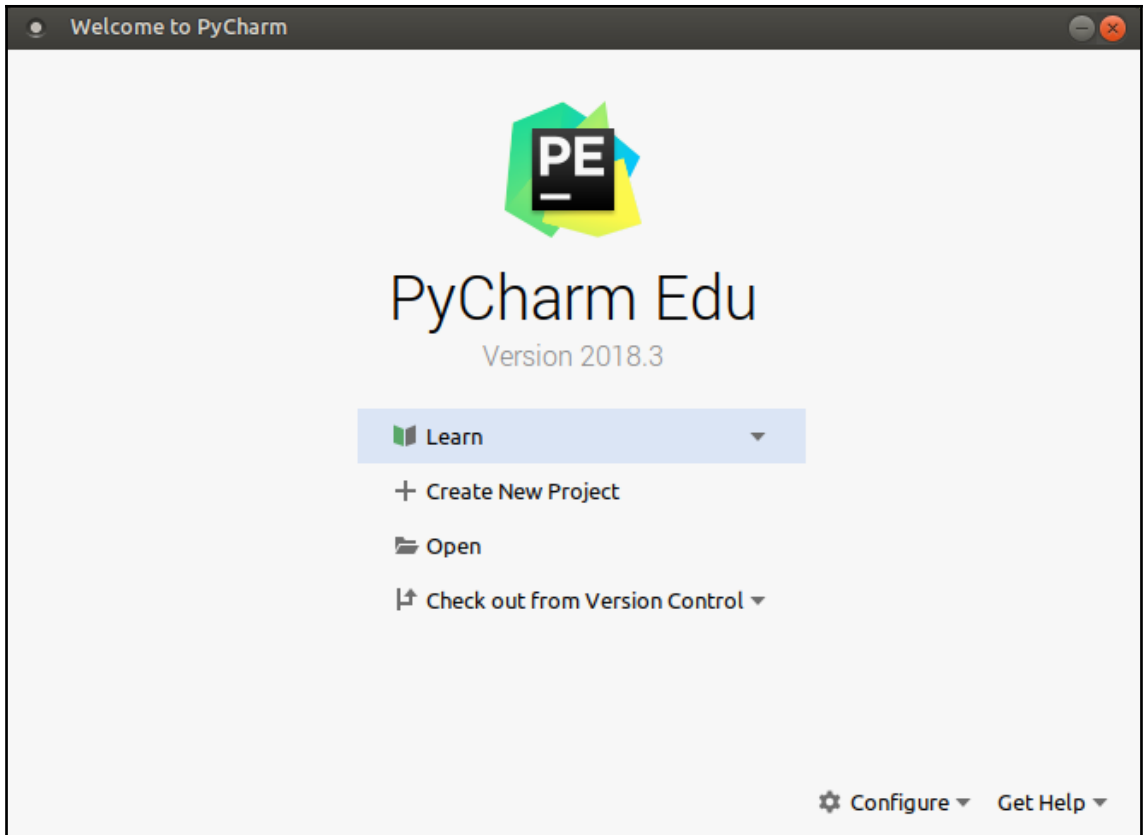 Welcome to PyCharm
PE
PyCharm Edu
Version 2018.3
Learn
Create New Project
Open
Check out from Version Control
Configure Get Help